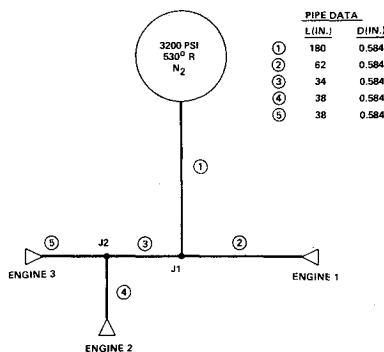 PIPE DATA
L(IN.) D(IN.)
① 180 0.584
② 62 0.584
③ 34 0.584
④ 38 0.584
⑤ 38 0.584
3200 PSI
530° R
N₂
①
⑤ J2 ③ ②
ENGINE 3 J1 ENGINE 1
④
ENGINE 2